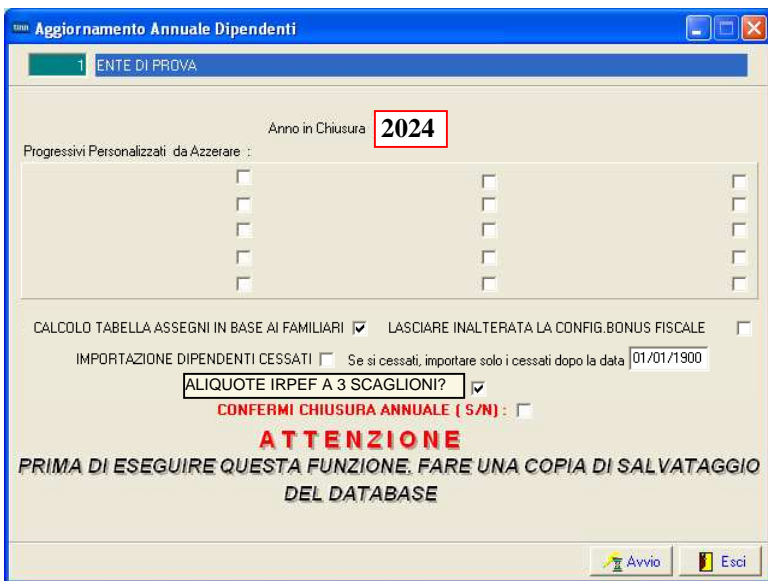 tinn Aggiornamento Annuale Dipendenti
1 ENTE DI PROVA
Anno in Chiusura 2024
Progressivi Personalizzati da Azzerare :
CALCOLO TABELLA ASSEGNI IN BASE AI FAMILIARI LASCIARE INALTERATA LA CONFIG.BONUS FISCALE
IMPORTAZIONE DIPENDENTI CESSATI Se si cessati, importare solo i cessati dopo la data 01/01/1900
ALIQUOTE IRPEF A 3 SCAGLIONI?
CONFERMI CHIUSURA ANNUALE ( S/N) :
ATTENZIONE
PRIMA DI ESEGUIRE QUESTA FUNZIONE, FARE UNA COPIA DI SALVATAGGIO
DEL DATABASE
Avvio Esci